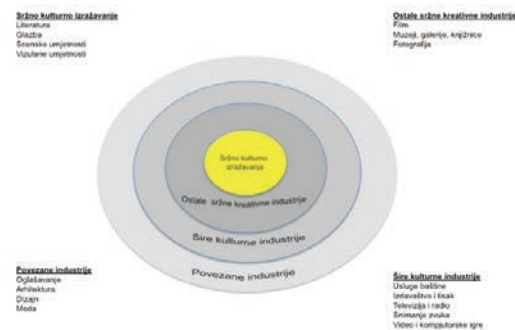 Sržno kulturno izražavanje
Literatura
Glazba
Scenske umjetnosti
Vizualne umjetnosti
Ostale sržne kreativne industrije
Film
Muzeji, galerije, knjižnice
Fotografija
Sržno kulturno
izražavanje
Ostale sržne kreativne industrije
Šire kulturne industrije
Povezane industrije
Povezane industrije
Oglašavanje
Arhitektura
Dizajn
Moda
Šire kulturne industrije
Usluge baštine
Izdavaštvo i tisak
Televizija i radio
Snimanje zvuka
Video i kompjutorske igre